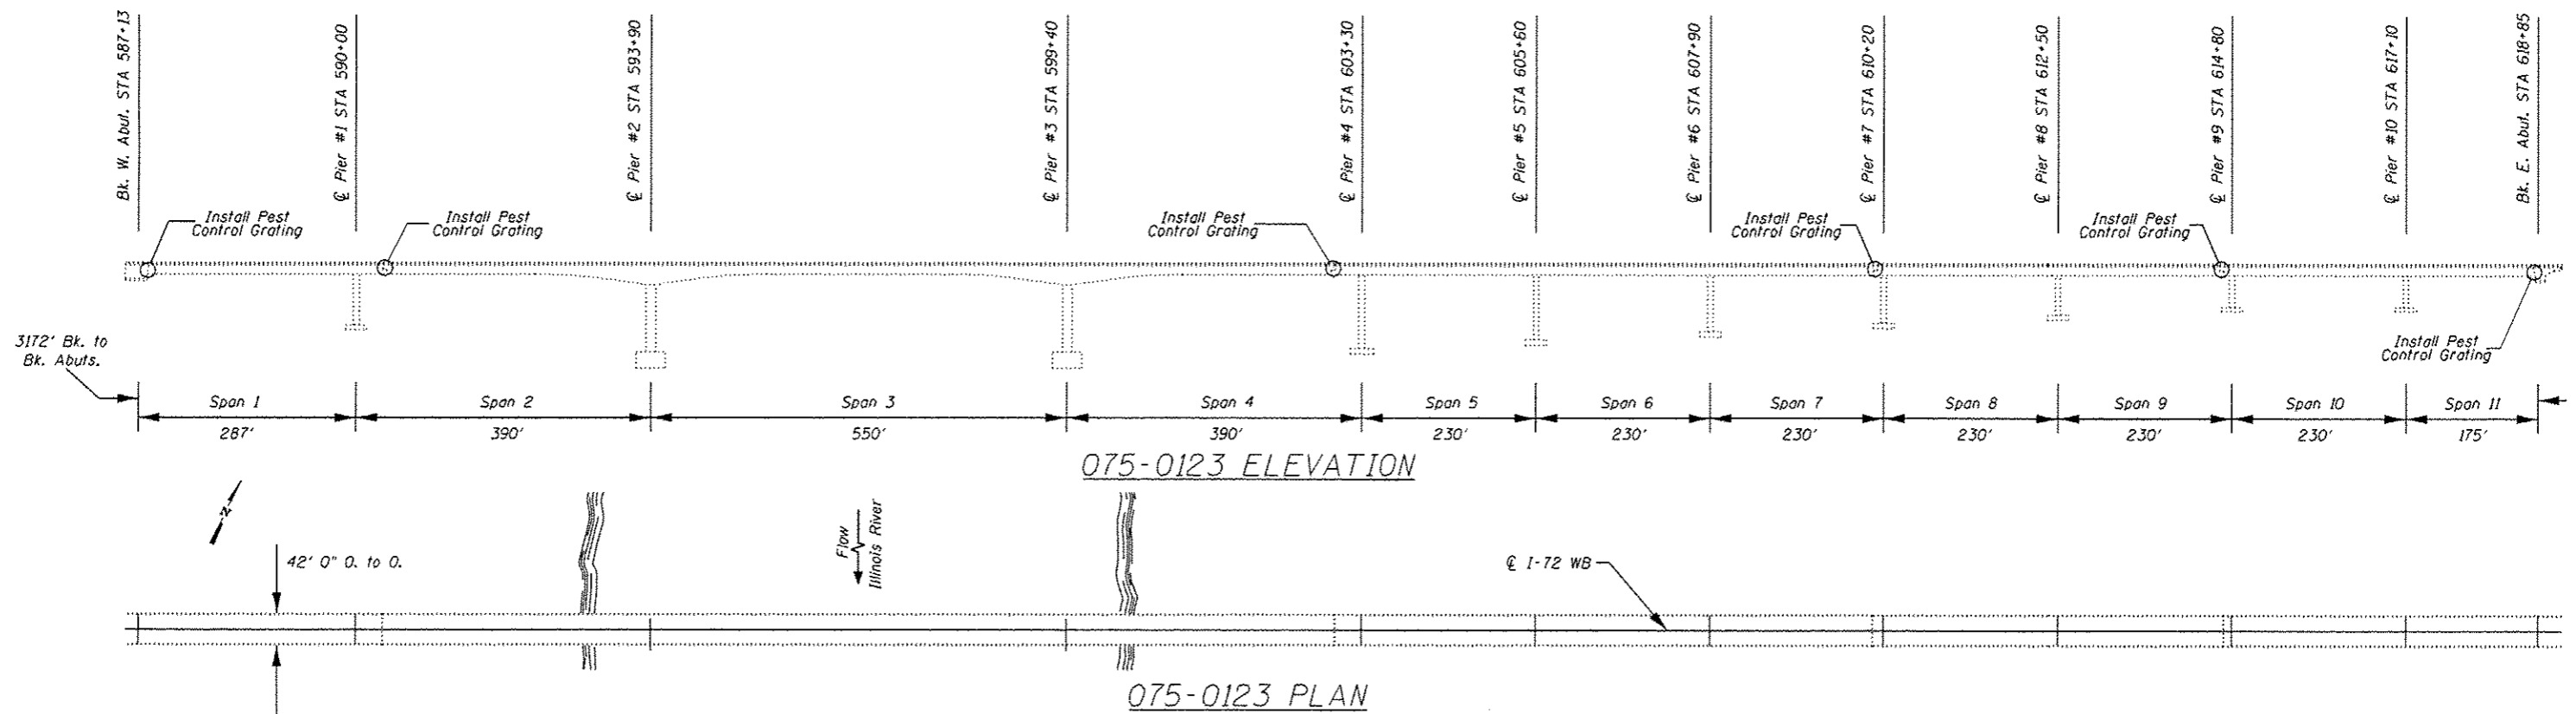 Bk. W. Abut. STA 587+13
℄ Pier #1 STA 590+00
℄ Pier #2 STA 593+90
℄ Pier #3 STA 599+40
℄ Pier #4 STA 603+30
℄ Pier #5 STA 605+60
℄ Pier #6 STA 607+90
℄ Pier #7 STA 610+20
℄ Pier #8 STA 612+50
℄ Pier #9 STA 614+80
℄ Pier #10 STA 617+10
Bk. E. Abut. STA 618+85
Install Pest
Control Grating
Install Pest
Control Grating
Install Pest
Control Grating
Install Pest
Control Grating
Install Pest
Control Grating
Install Pest
Control Grating
3172' Bk. to
Bk. Abuts.
Span 1
Span 2
Span 3
Span 4
Span 5
Span 6
Span 7
Span 8
Span 9
Span 10
Span 11
287'
390'
550'
390'
230'
230'
230'
230'
230'
230'
175'
075-0123 ELEVATION
N
42' 0" O. to O.
Flow
Illinois River
℄ I-72 WB
075-0123 PLAN